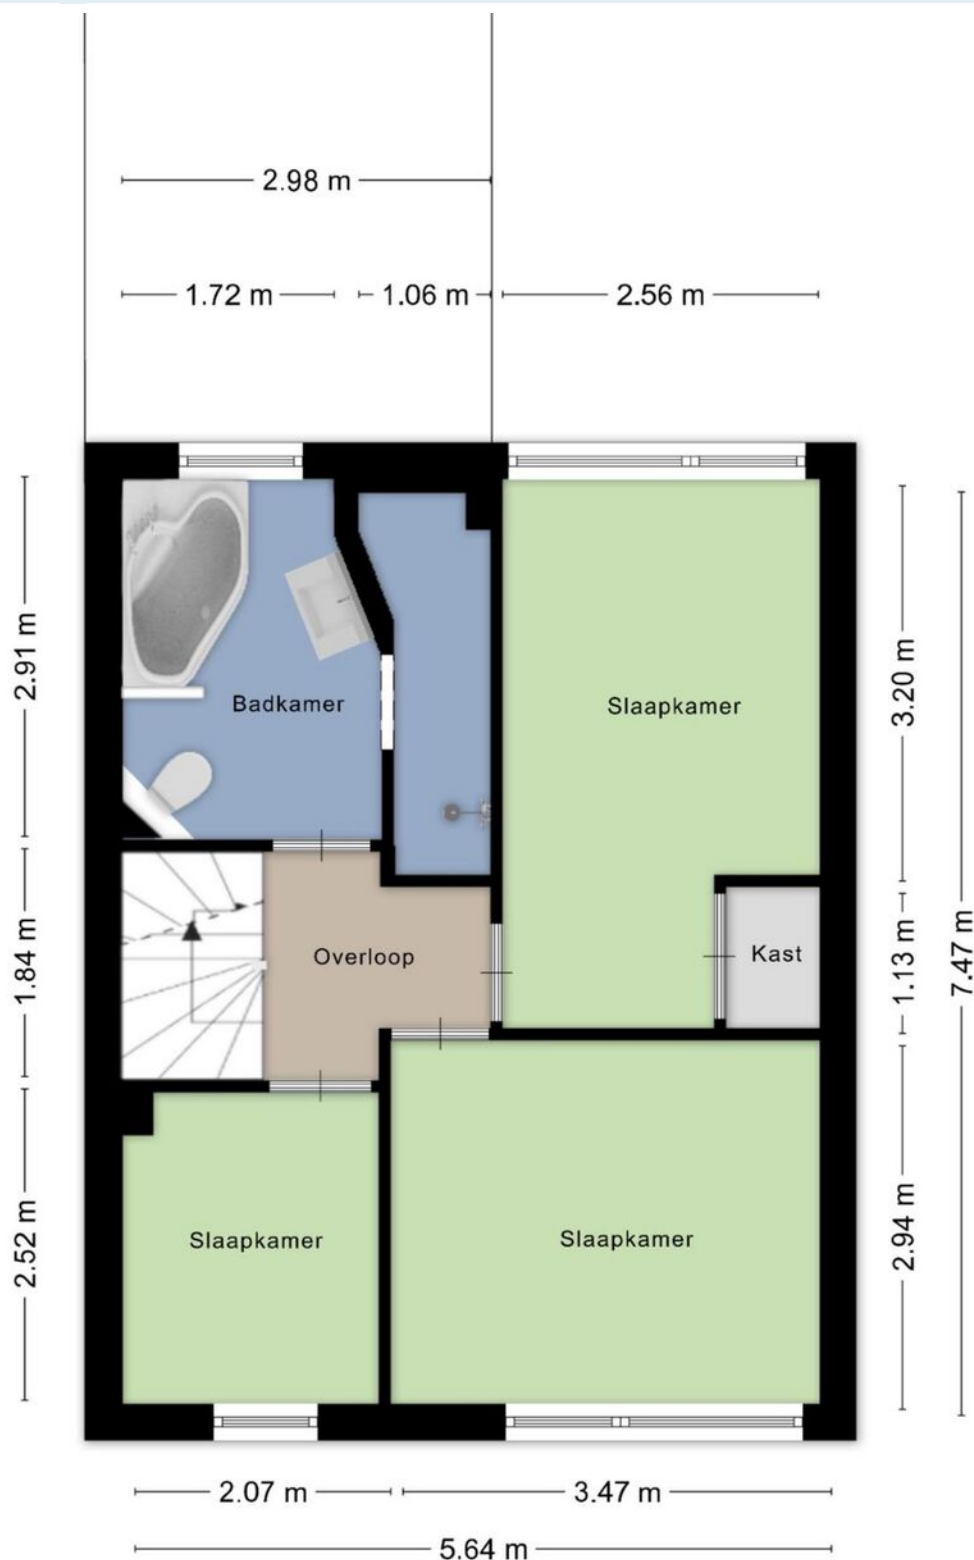 2.98 m
1.72 m
1.06 m
2.56 m
2.91 m
3.20 m
Badkamer
Slaapkamer
1.84 m
Overloop
Kast
1.13 m
7.47 m
2.52 m
Slaapkamer
Slaapkamer
2.94 m
2.07 m
3.47 m
5.64 m